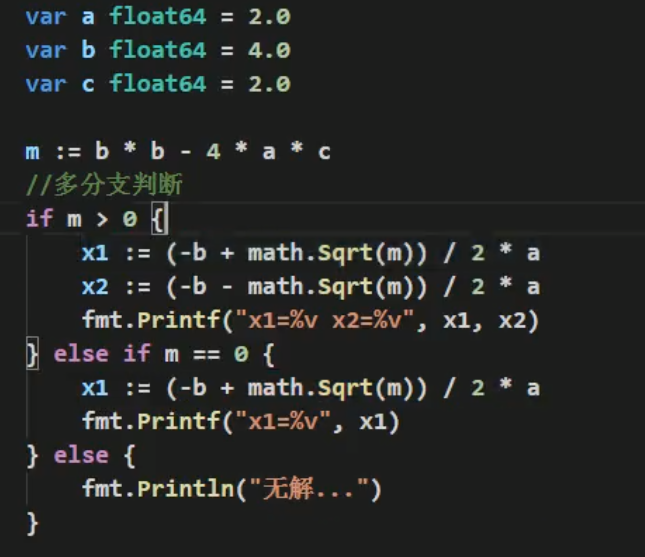 var a float64 = 2.0
var b float64 = 4.0
var c float64 = 2.0
m := b * b - 4 * a * c
//多分支判断
if m > 0 {
x1 := (-b + math.Sqrt(m)) / 2 * a
x2 := (-b - math.Sqrt(m)) / 2 * a
fmt.Printf("x1=%v x2=%v", x1, x2)
} else if m == 0 {
x1 := (-b + math.Sqrt(m)) / 2 * a
fmt.Printf("x1=%v", x1)
} else {
fmt.Println("无解...")
}